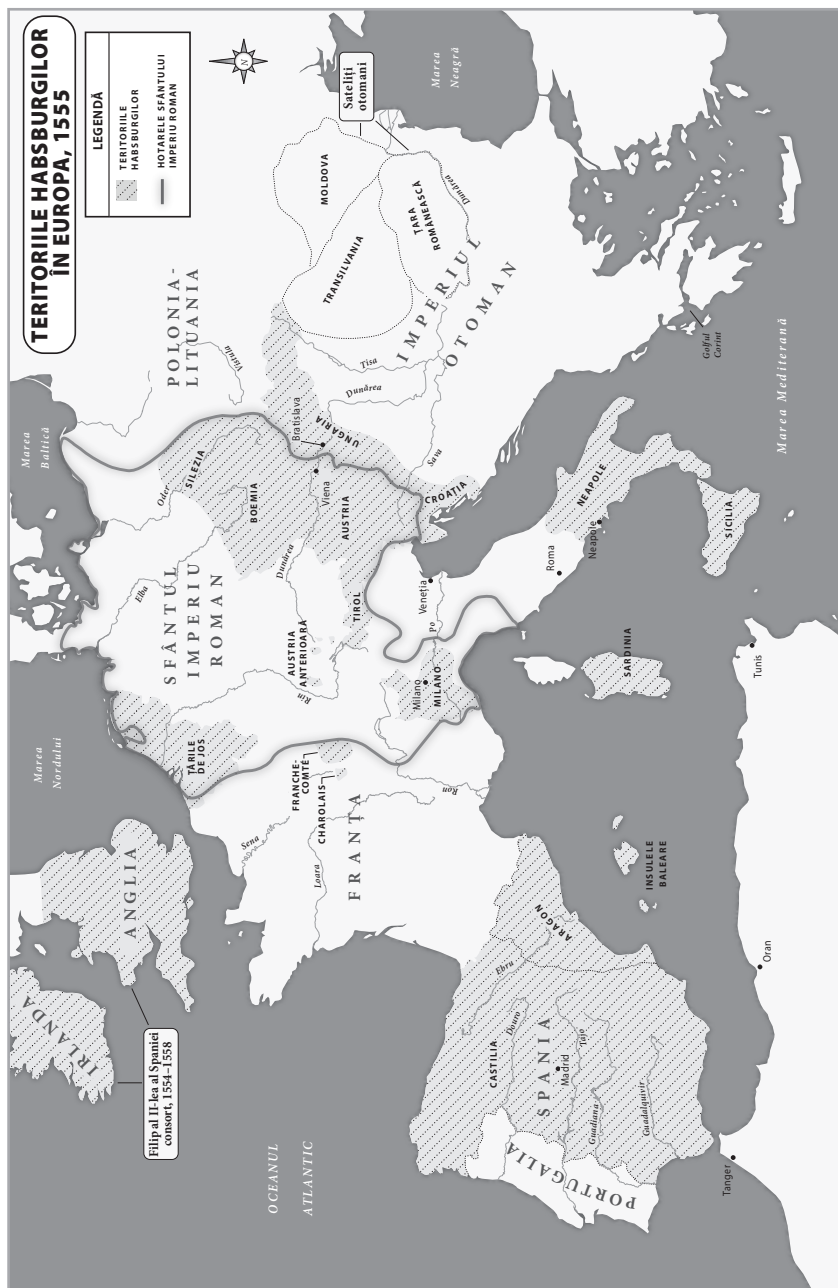 TERITORIILE HABSBURGILOR
ÎN EUROPA, 1555
LEGENDĂ
TERITORIILE
HABSBURGILOR
HOTARELE SFÂNTULUI
IMPERIU ROMAN
N
Sateliți
otomani
Marea
Neagră
MOLDOVA
TRANSILVANIA
ȚARA
ROMÂNEASCĂ
Dunărea
IMPERIUL
OTOMAN
POLONIA-
LITUANIA
Vistula
Tisa
Dunărea
Sava
UNGARIA
Bratislava
CROAȚIA
Golful
Corint
Marea Mediterană
Marea
Baltică
SILEZIA
Oder
BOEMIA
Viena
AUSTRIA
Elba
SFÂNTUL
IMPERIU
ROMAN
Dunărea
TIROL
AUSTRIA
ANTERIOARĂ
Rin
Veneția
Po
Milano
MILANO
Roma
Neapole
NEAPOLE
SICILIA
SARDINIA
Tunis
Marea
Nordului
ȚĂRILE
DE JOS
FRANCHE-
COMTÉ
CHAROLAIS
Sena
Loara
Ron
FRANȚA
ANGLIA
IRLANDA
Filip al II-lea al Spaniei
consort, 1554–1558
OCEANUL
ATLANTIC
INSULELE
BALEARE
ARAGON
Ebru
CASTILIA
Douro
SPANIA
Madrid
Tajo
Guadiana
Guadalquivir
PORTUGALIA
Oran
Tanger